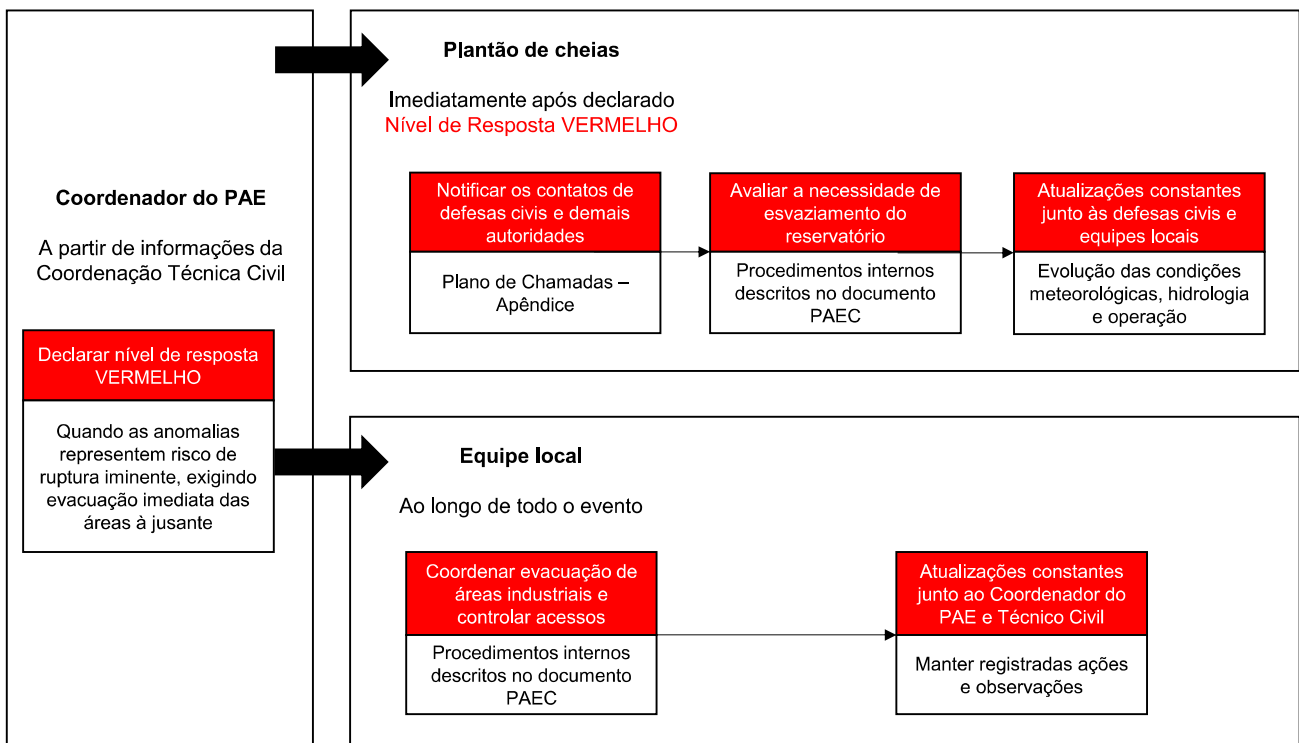 Coordenador do PAE
A partir de informações da
Coordenação Técnica Civil
Declarar nível de resposta
VERMELHO
Quando as anomalias
representem risco de
ruptura iminente, exigindo
evacuação imediata das
áreas à jusante
Plantão de cheias
Imediatamente após declarado
Nível de Resposta VERMELHO
Notificar os contatos de
defesas civis e demais
autoridades
Plano de Chamadas –
Apêndice
Avaliar a necessidade de
esvaziamento do
reservatório
Procedimentos internos
descritos no documento
PAEC
Atualizações constantes
junto às defesas civis e
equipes locais
Evolução das condições
meteorológicas, hidrologia
e operação
Equipe local
Ao longo de todo o evento
Coordenar evacuação de
áreas industriais e
controlar acessos
Procedimentos internos
descritos no documento
PAEC
Atualizações constantes
junto ao Coordenador do
PAE e Técnico Civil
Manter registradas ações
e observações